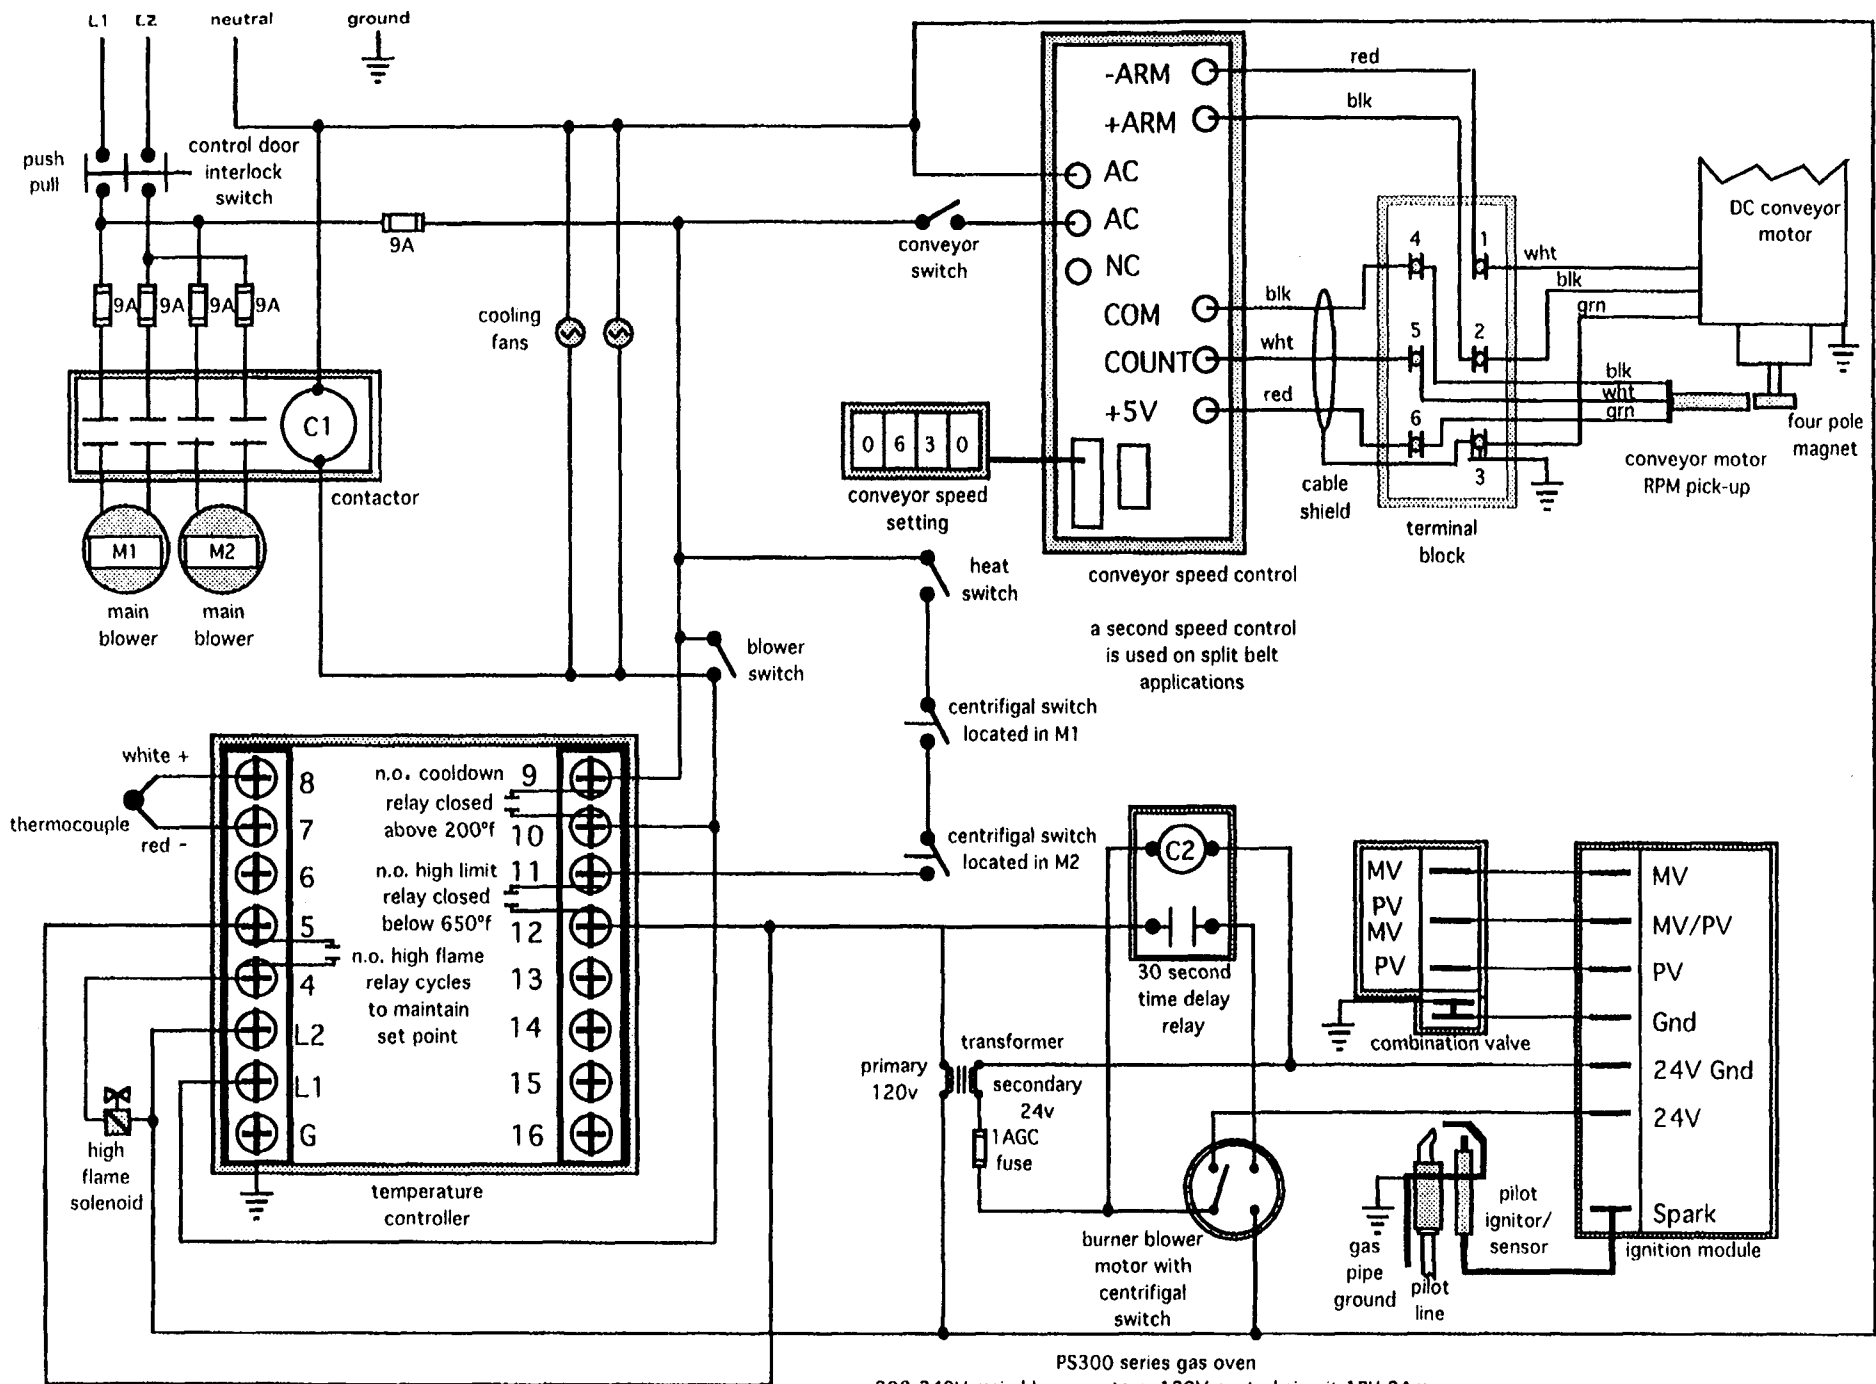 L1
L2
neutral
ground
push
pull
control door
interlock
switch
9A
9A
9A
9A
9A
cooling
fans
conveyor
switch
C1
contactor
M1
M2
main
blower
main
blower
-ARM
+ARM
AC
AC
NC
COM
COUNT
+5V
red
blk
blk
wht
red
0 6 3 0
conveyor speed
setting
conveyor speed control
a second speed control
is used on split belt
applications
cable
shield
4
1
5
2
6
3
terminal
block
wht
blk
grn
DC conveyor
motor
blk
wht
grn
four pole
magnet
conveyor motor
RPM pick-up
heat
switch
blower
switch
centrifigal switch
located in M1
centrifigal switch
located in M2
white +
thermocouple
red -
8
7
6
5
4
L2
L1
G
n.o. cooldown
relay closed
above 200°f
n.o. high limit
relay closed
below 650°f
n.o. high flame
relay cycles
to maintain
set point
9
10
11
12
13
14
15
16
temperature
controller
high
flame
solenoid
C2
30 second
time delay
relay
transformer
primary
120v
secondary
24v
1AGC
fuse
burner blower
motor with
centrifigal
switch
MV
PV
MV
PV
combination valve
MV
MV/PV
PV
Gnd
24V Gnd
24V
Spark
ignition module
pilot
ignitor/
sensor
gas
pipe
ground
pilot
line
PS300 series gas oven